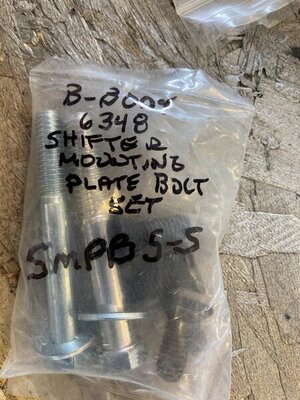 B-BODY
6348
SHIFTER
MOUNTING
PLATE BOLT
SET
SMPBS-S